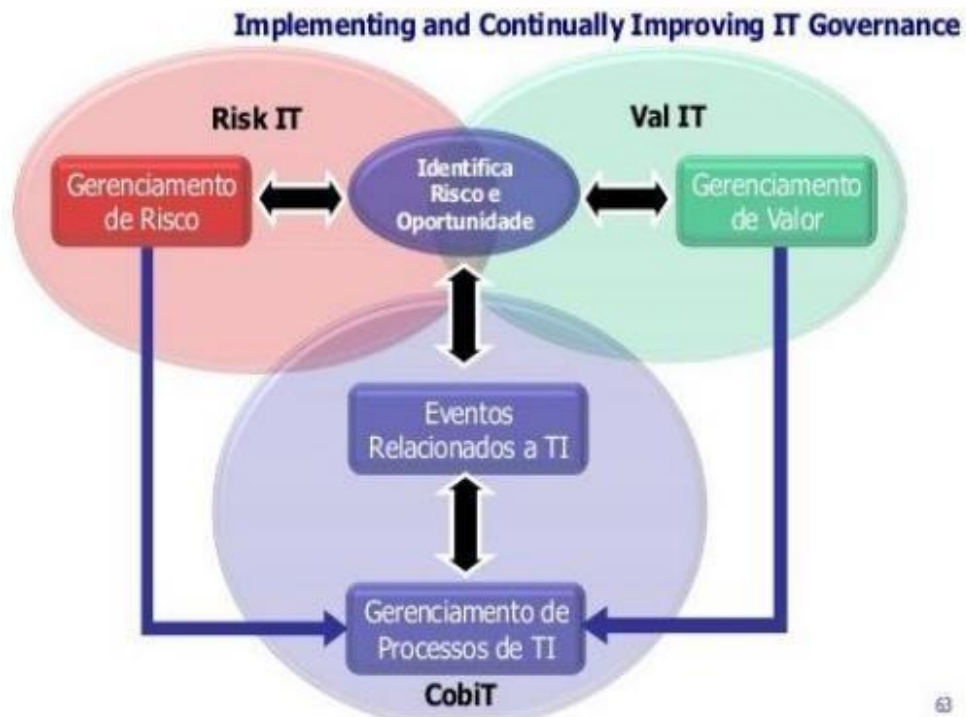 Implementing and Continually Improving IT Governance
Risk IT
Val IT
Identifica
Risco e
Oportunidade
Gerenciamento
de Risco
Gerenciamento
de Valor
Eventos
Relacionados a TI
Gerenciamento de
Processos de TI
CobiT
63